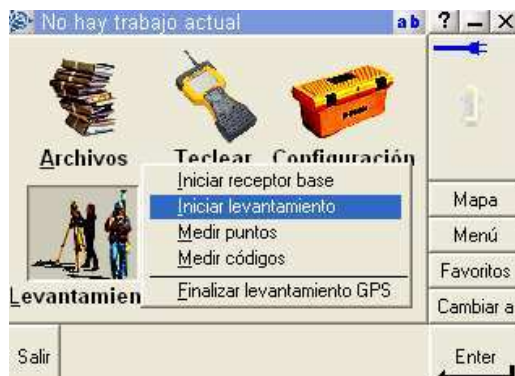 No hay trabajo actual
ab
? _ X
Archivos
Teclear
Configuración
Iniciar receptor base
Iniciar levantamiento
Medir puntos
Medir códigos
Finalizar levantamiento GPS
Levantamien
Mapa
Menú
Favoritos
Cambiar a
Salir
Enter